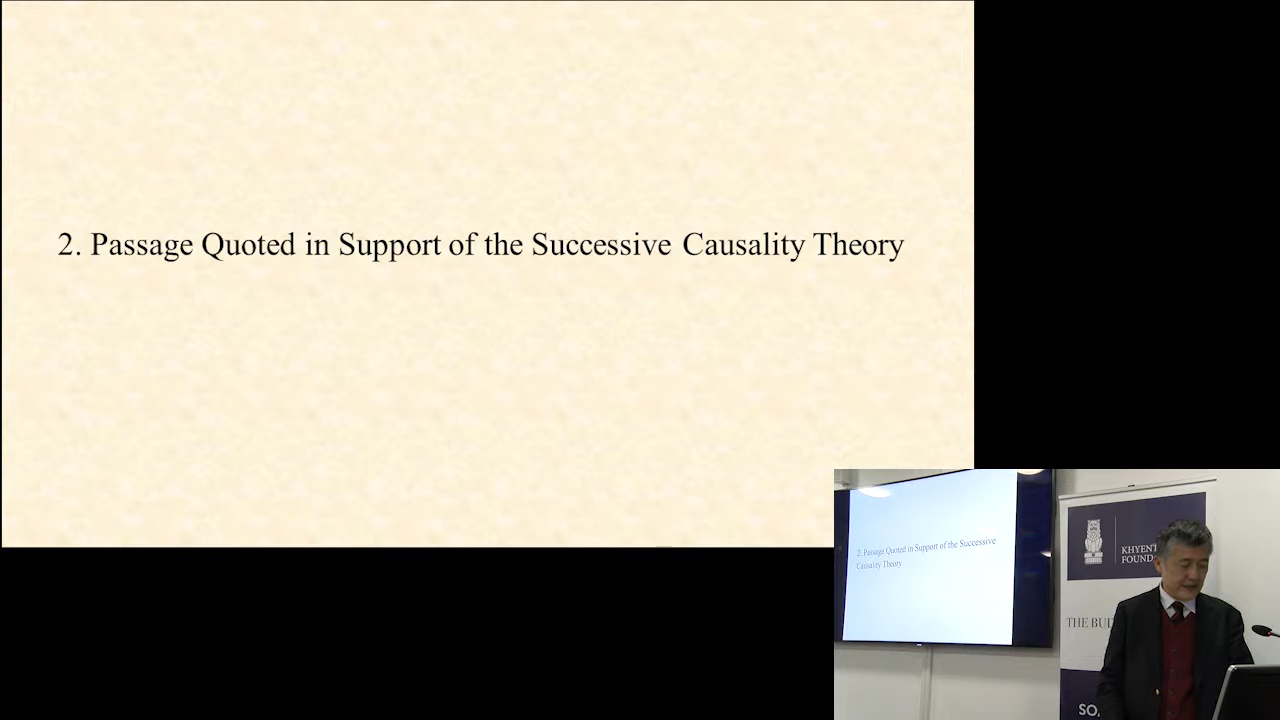 2. Passage Quoted in Support of the Successive Causality Theory
2. Passage Quoted in Support of the Successive
Causality Theory
KHYENT
FOUND
THE BUD
SO